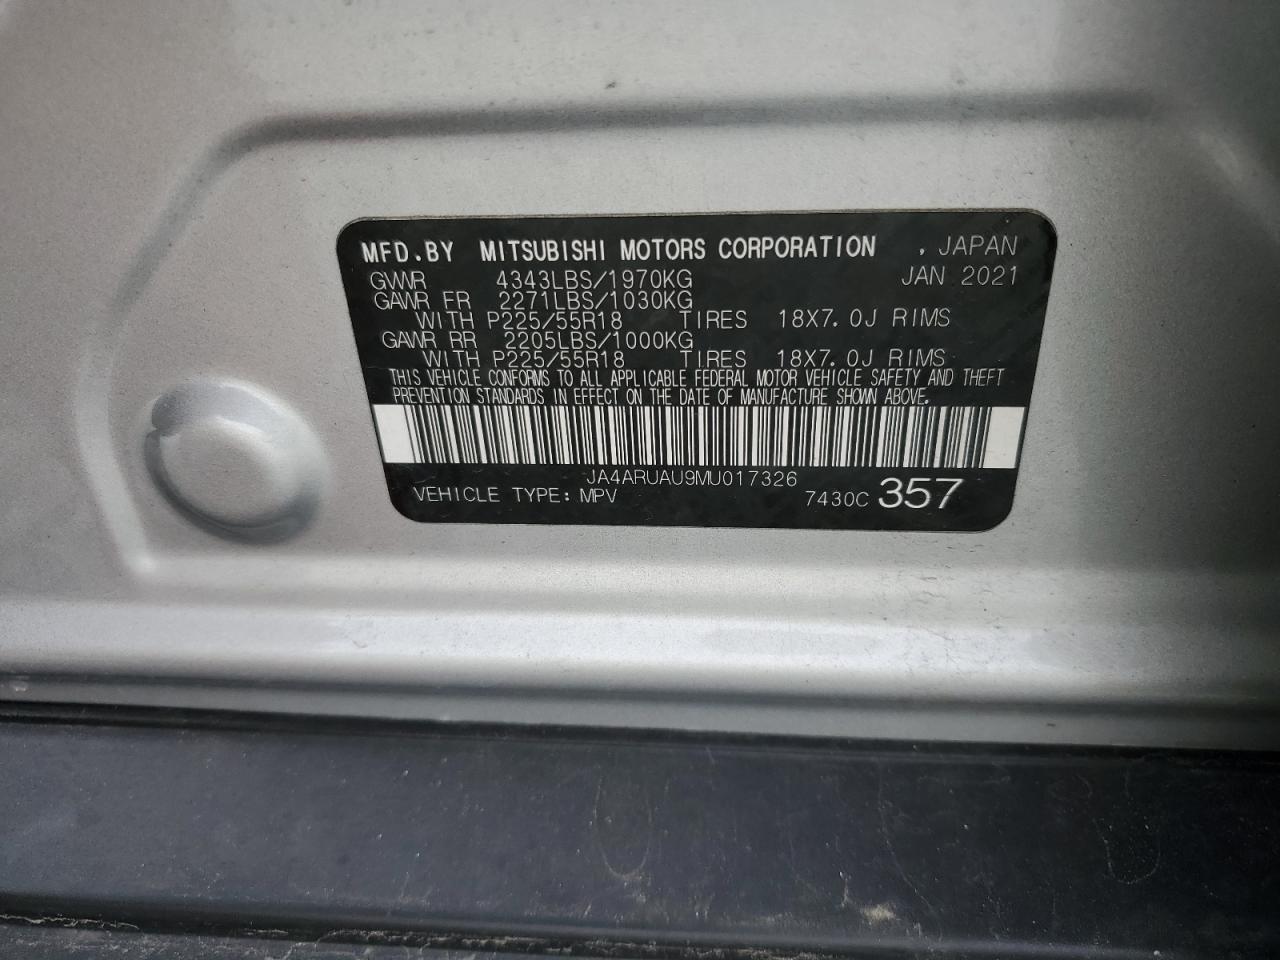 MFD.BY MITSUBISHI MOTORS CORPORATION , JAPAN
GVWR 4343LBS/1970KG JAN 2021
GAWR FR 2271LBS/1030KG
WITH P225/55R18 TIRES 18X7.0J RIMS
GAWR RR 2205LBS/1000KG
WITH P225/55R18 TIRES 18X7.0J RIMS
THIS VEHICLE CONFORMS TO ALL APPLICABLE FEDERAL MOTOR VEHICLE SAFETY AND THEFT
PREVENTION STANDARDS IN EFFECT ON THE DATE OF MANUFACTURE SHOWN ABOVE.
JA4ARUAU9MU017326
VEHICLE TYPE: MPV 7430C 357